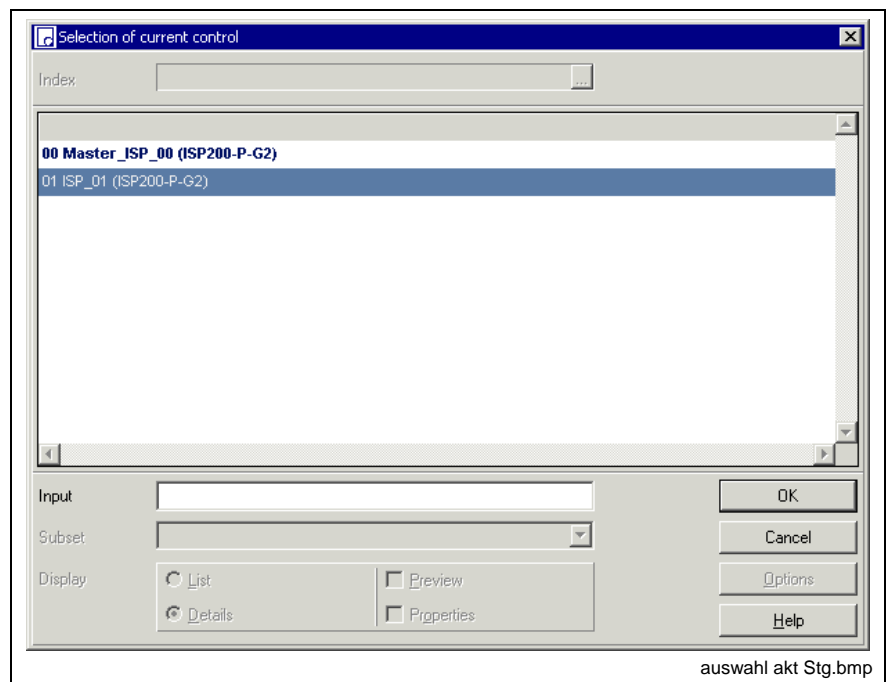 Selection of current control
Index
...
00 Master_ISP_00 (ISP200-P-G2)
01 ISP_01 (ISP200-P-G2)
Input
OK
Subset
Cancel
Display
List
Preview
Options
Details
Properties
Help
auswahl akt Stg.bmp